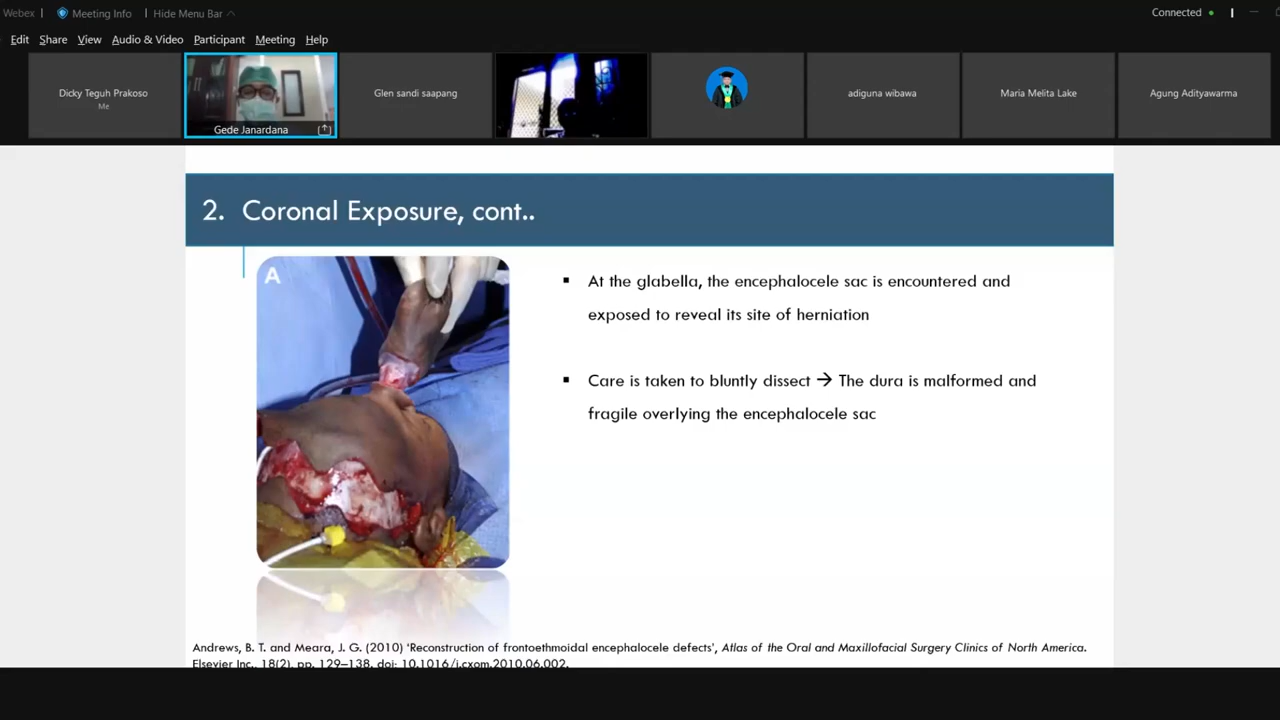 Webex
Meeting Info
Hide Menu Bar
Connected
Edit Share View Audio & Video Participant Meeting Help
Dicky Teguh Prakoso
Me
Gede Janardana
Glen sandi saapang
adiguna wibawa
Maria Melita Lake
Agung Adityawarma
2. Coronal Exposure, cont..
A
▪ At the glabella, the encephalocele sac is encountered and
exposed to reveal its site of herniation
▪ Care is taken to bluntly dissect → The dura is malformed and
fragile overlying the encephalocele sac
Andrews, B. T. and Meara, J. G. (2010) ‘Reconstruction of frontoethmoidal encephalocele defects’, Atlas of the Oral and Maxillofacial Surgery Clinics of North America.
Elsevier Inc., 18(2), pp. 129–138. doi: 10.1016/j.cxom.2010.06.002.